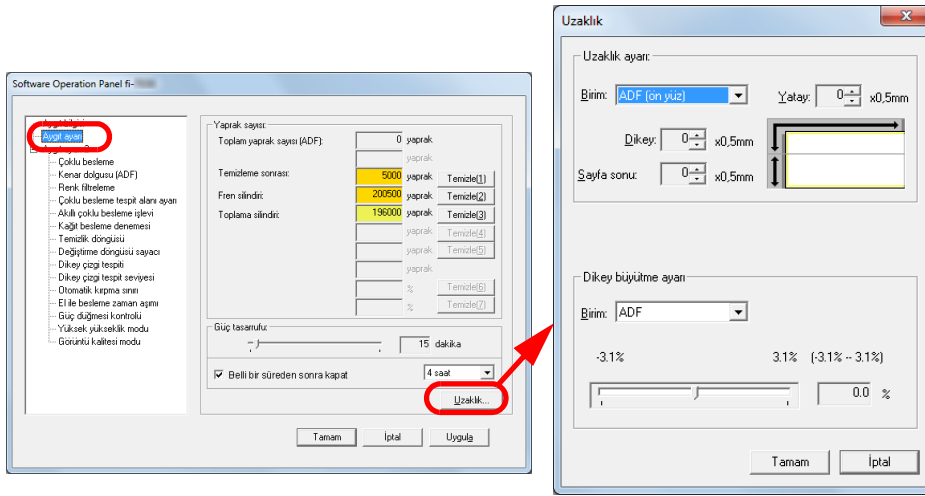 Software Operation Panel fi-
Aygıt ayarı
Çoklu besleme
Kenar dolgusu (ADF)
Renk filtreleme
Çoklu besleme tespit alanı ayarı
Akıllı çoklu besleme işlevi
Kağıt besleme denemesi
Temizlik döngüsü
Değiştirme döngüsü sayacı
Dikey çizgi tespiti
Dikey çizgi tespit seviyesi
Otomatik kırpma sınırı
El ile besleme zaman aşımı
Güç düğmesi kontrolü
Yüksek yükseklik modu
Görüntü kalitesi modu
Yaprak sayısı:
Toplam yaprak sayısı (ADF): 0 yaprak
yaprak
Temizleme sonrası: 5000 yaprak Temizle(1)
Fren silindiri: 200500 yaprak Temizle(2)
Toplama silindiri: 196000 yaprak Temizle(3)
yaprak Temizle(4)
yaprak Temizle(5)
yaprak
% Temizle(6)
% Temizle(7)
Güç tasarrufu:
15 dakika
Belli bir süreden sonra kapat 4 saat
Uzaklık...
Tamam İptal Uygula
Uzaklık
Uzaklık ayarı:
Birim: ADF (ön yüz) Yatay: 0 x0,5mm
Dikey: 0 x0,5mm
Sayfa sonu: 0 x0,5mm
Dikey büyütme ayarı
Birim: ADF
-3.1% 3.1% (-3.1% -- 3.1%)
0.0 %
Tamam İptal